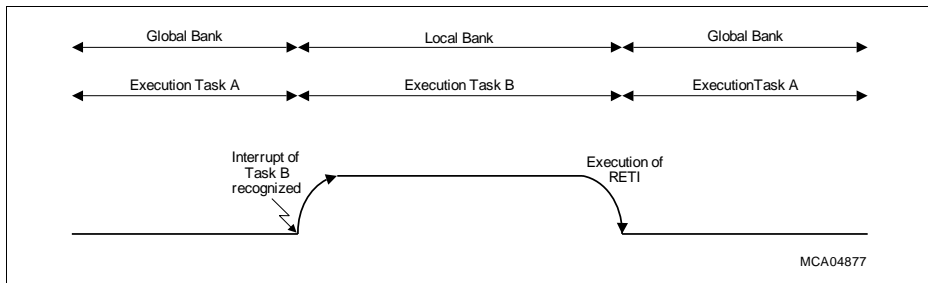 Global Bank
Local Bank
Global Bank
Execution Task A
Execution Task B
ExecutionTask A
Interrupt of
Task B
recognized
Execution of
RETI
MCA04877